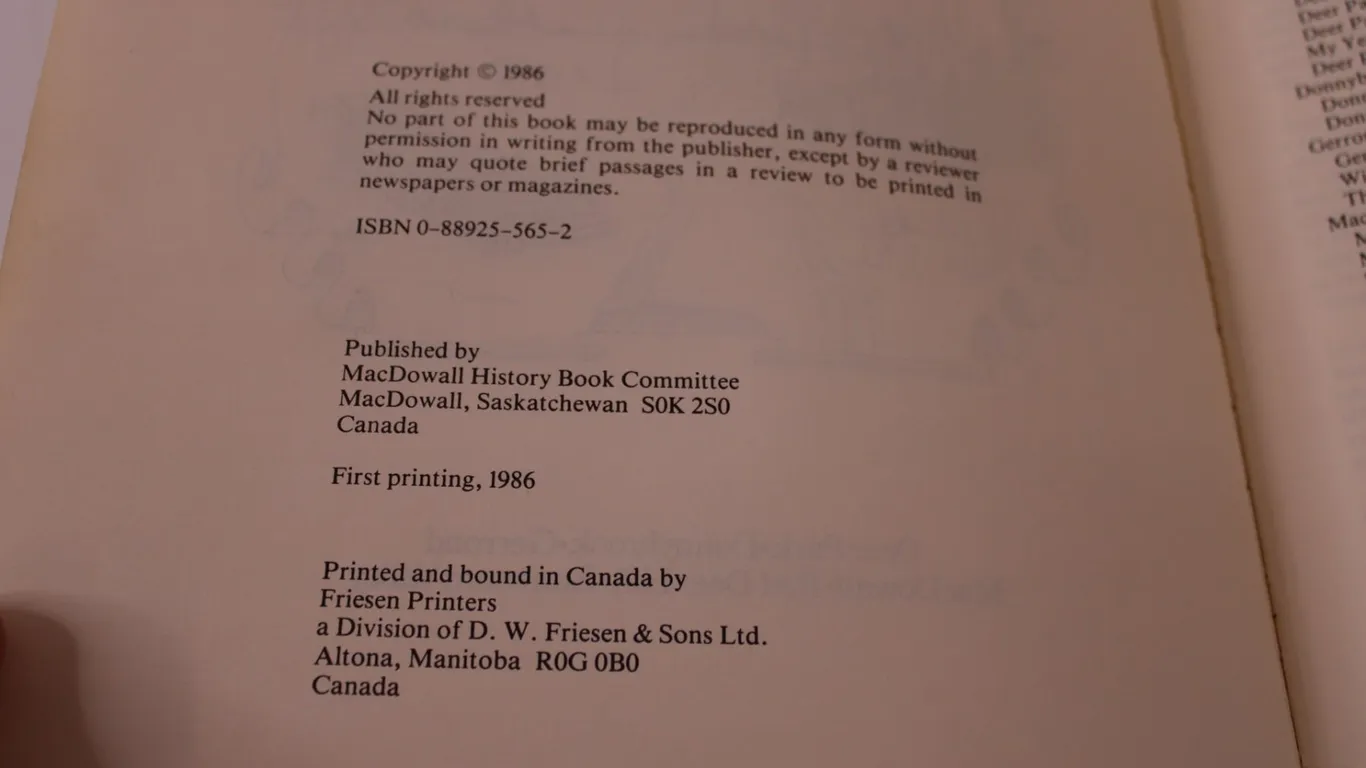 Copyright © 1986
All rights reserved
No part of this book may be reproduced in any form without
permission in writing from the publisher, except by a reviewer
who may quote brief passages in a review to be printed in
newspapers or magazines.
ISBN 0-88925-565-2
Published by
MacDowall History Book Committee
MacDowall, Saskatchewan S0K 2S0
Canada
First printing, 1986
Printed and bound in Canada by
Friesen Printers
a Division of D. W. Friesen & Sons Ltd.
Altona, Manitoba R0G 0B0
Canada
Deer
Deer
My
Deer